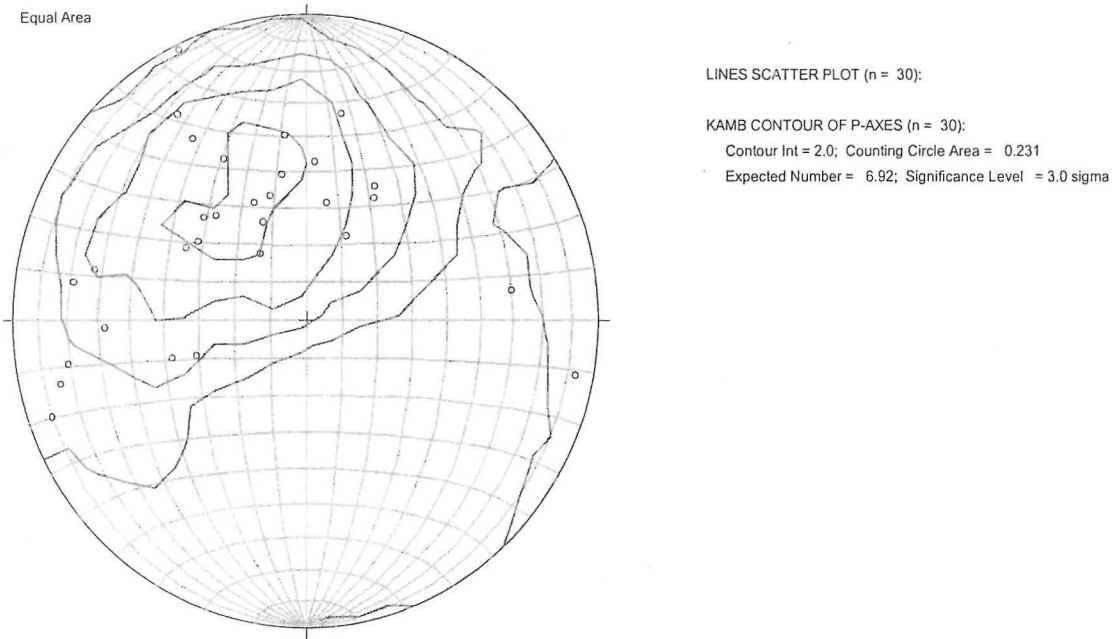 Equal Area
LINES SCATTER PLOT (n = 30):
KAMB CONTOUR OF P-AXES (n = 30):
Contour Int = 2.0; Counting Circle Area = 0.231
Expected Number = 6.92; Significance Level = 3.0 sigma